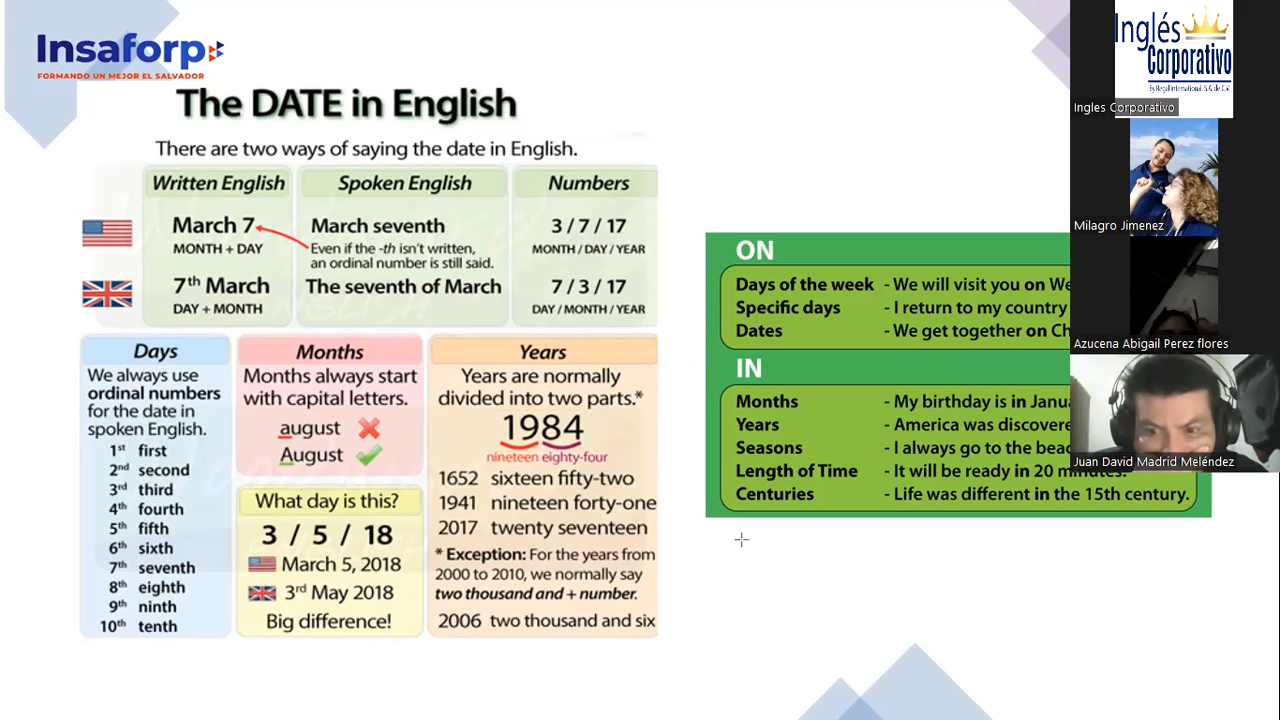 Insaforp
FORMANDO UN MEJOR EL SALVADOR
The DATE in English
There are two ways of saying the date in English.
Written English
Spoken English
Numbers
March 7
March seventh
3 / 7 / 17
MONTH + DAY
Even if the -th isn't written,
an ordinal number is still said.
MONTH / DAY / YEAR
7th March
The seventh of March
7 / 3 / 17
DAY + MONTH
DAY / MONTH / YEAR
Days
We always use
ordinal numbers
for the date in
spoken English.
1st first
2nd second
3rd third
4th fourth
5th fifth
6th sixth
7th seventh
8th eighth
9th ninth
10th tenth
Months
Months always start
with capital letters.
august
August
What day is this?
3 / 5 / 18
March 5, 2018
3rd May 2018
Big difference!
Years
Years are normally
divided into two parts.*
1984
nineteen eighty-four
1652 sixteen fifty-two
1941 nineteen forty-one
2017 twenty seventeen
* Exception: For the years from
2000 to 2010, we normally say
two thousand and + number.
2006 two thousand and six
ON
Days of the week - We will visit you on We
Specific days - I return to my country
Dates - We get together on Ch
IN
Months - My birthday is in Janu
Years - America was discovere
Seasons - I always go to the bea
Length of Time - It will be ready in 20 minutes.
Centuries - Life was different in the 15th century.
Inglés
Corporativo
By Regal International, S.A. de C.V.
Ingles Corporativo
Milagro Jimenez
Azucena Abigail Perez flores
Juan David Madrid Meléndez